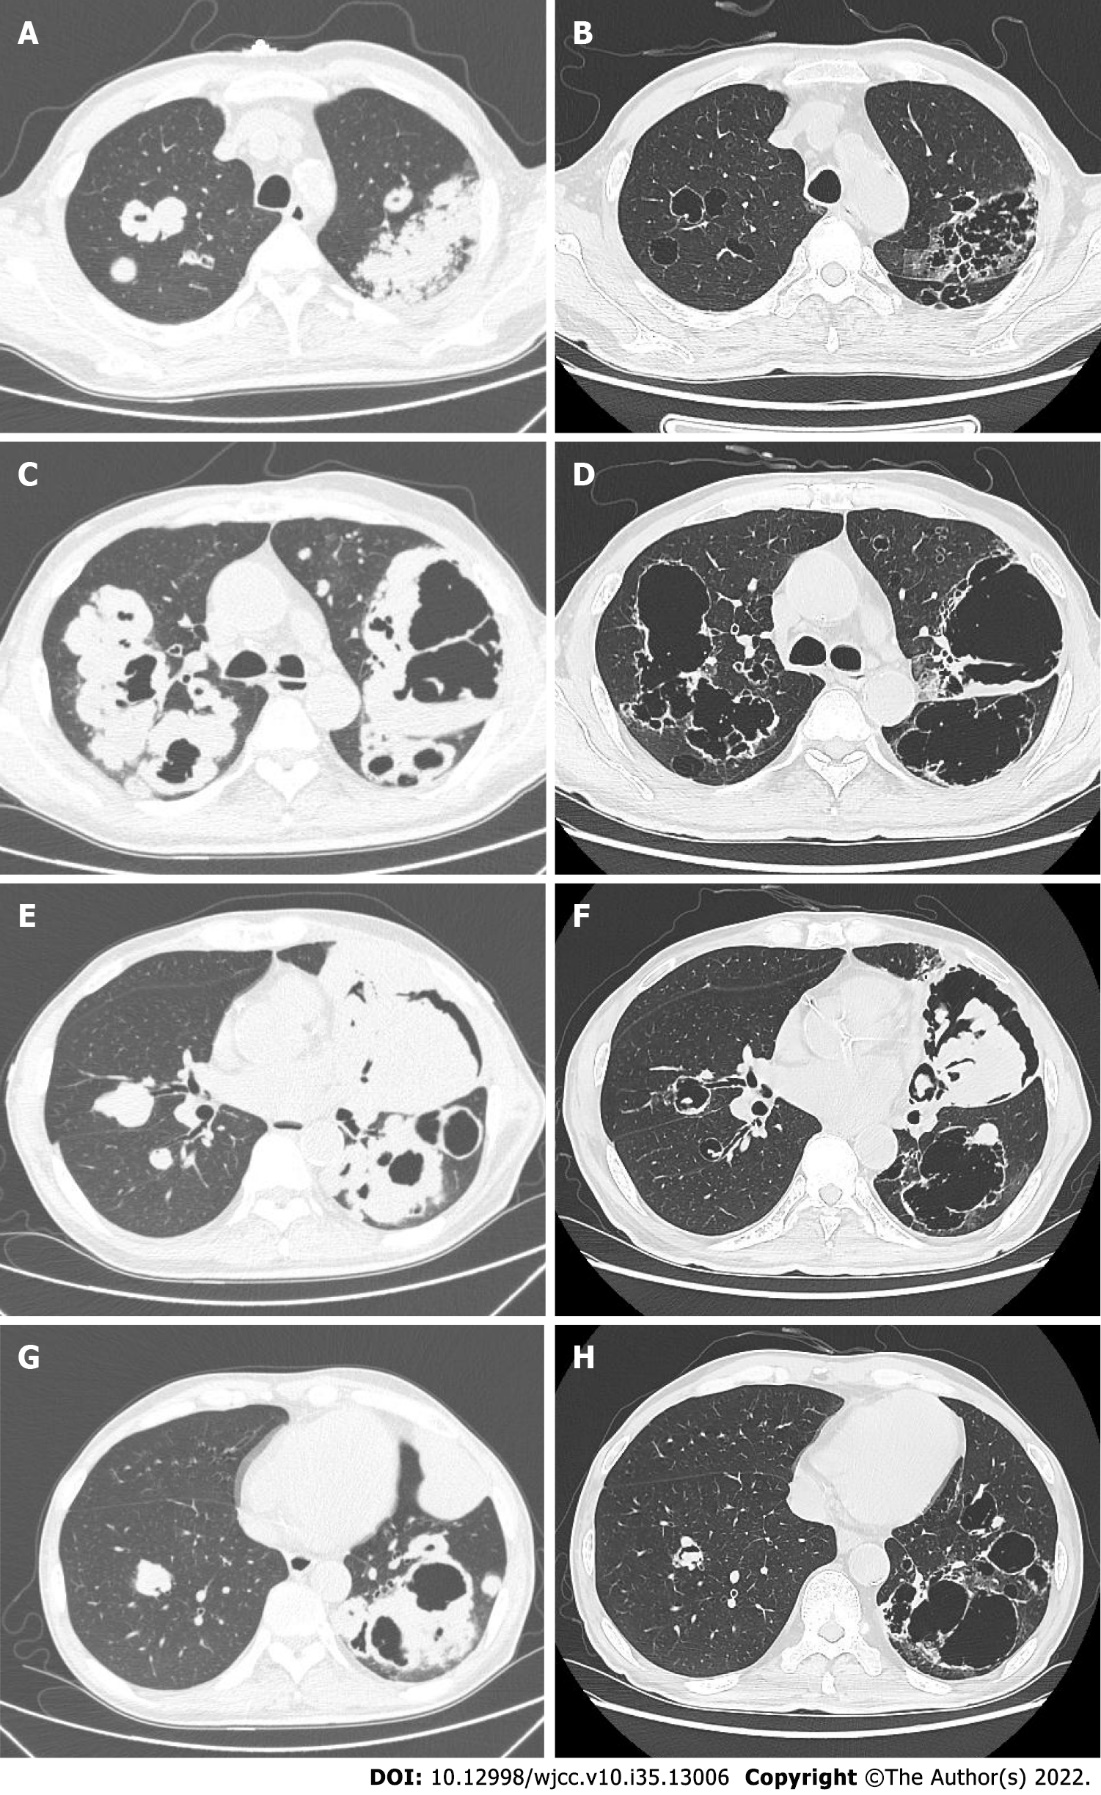 A
B
C
D
E
F
G
H
DOI: 10.12998/wjcc.v10.i35.13006 Copyright ©The Author(s) 2022.